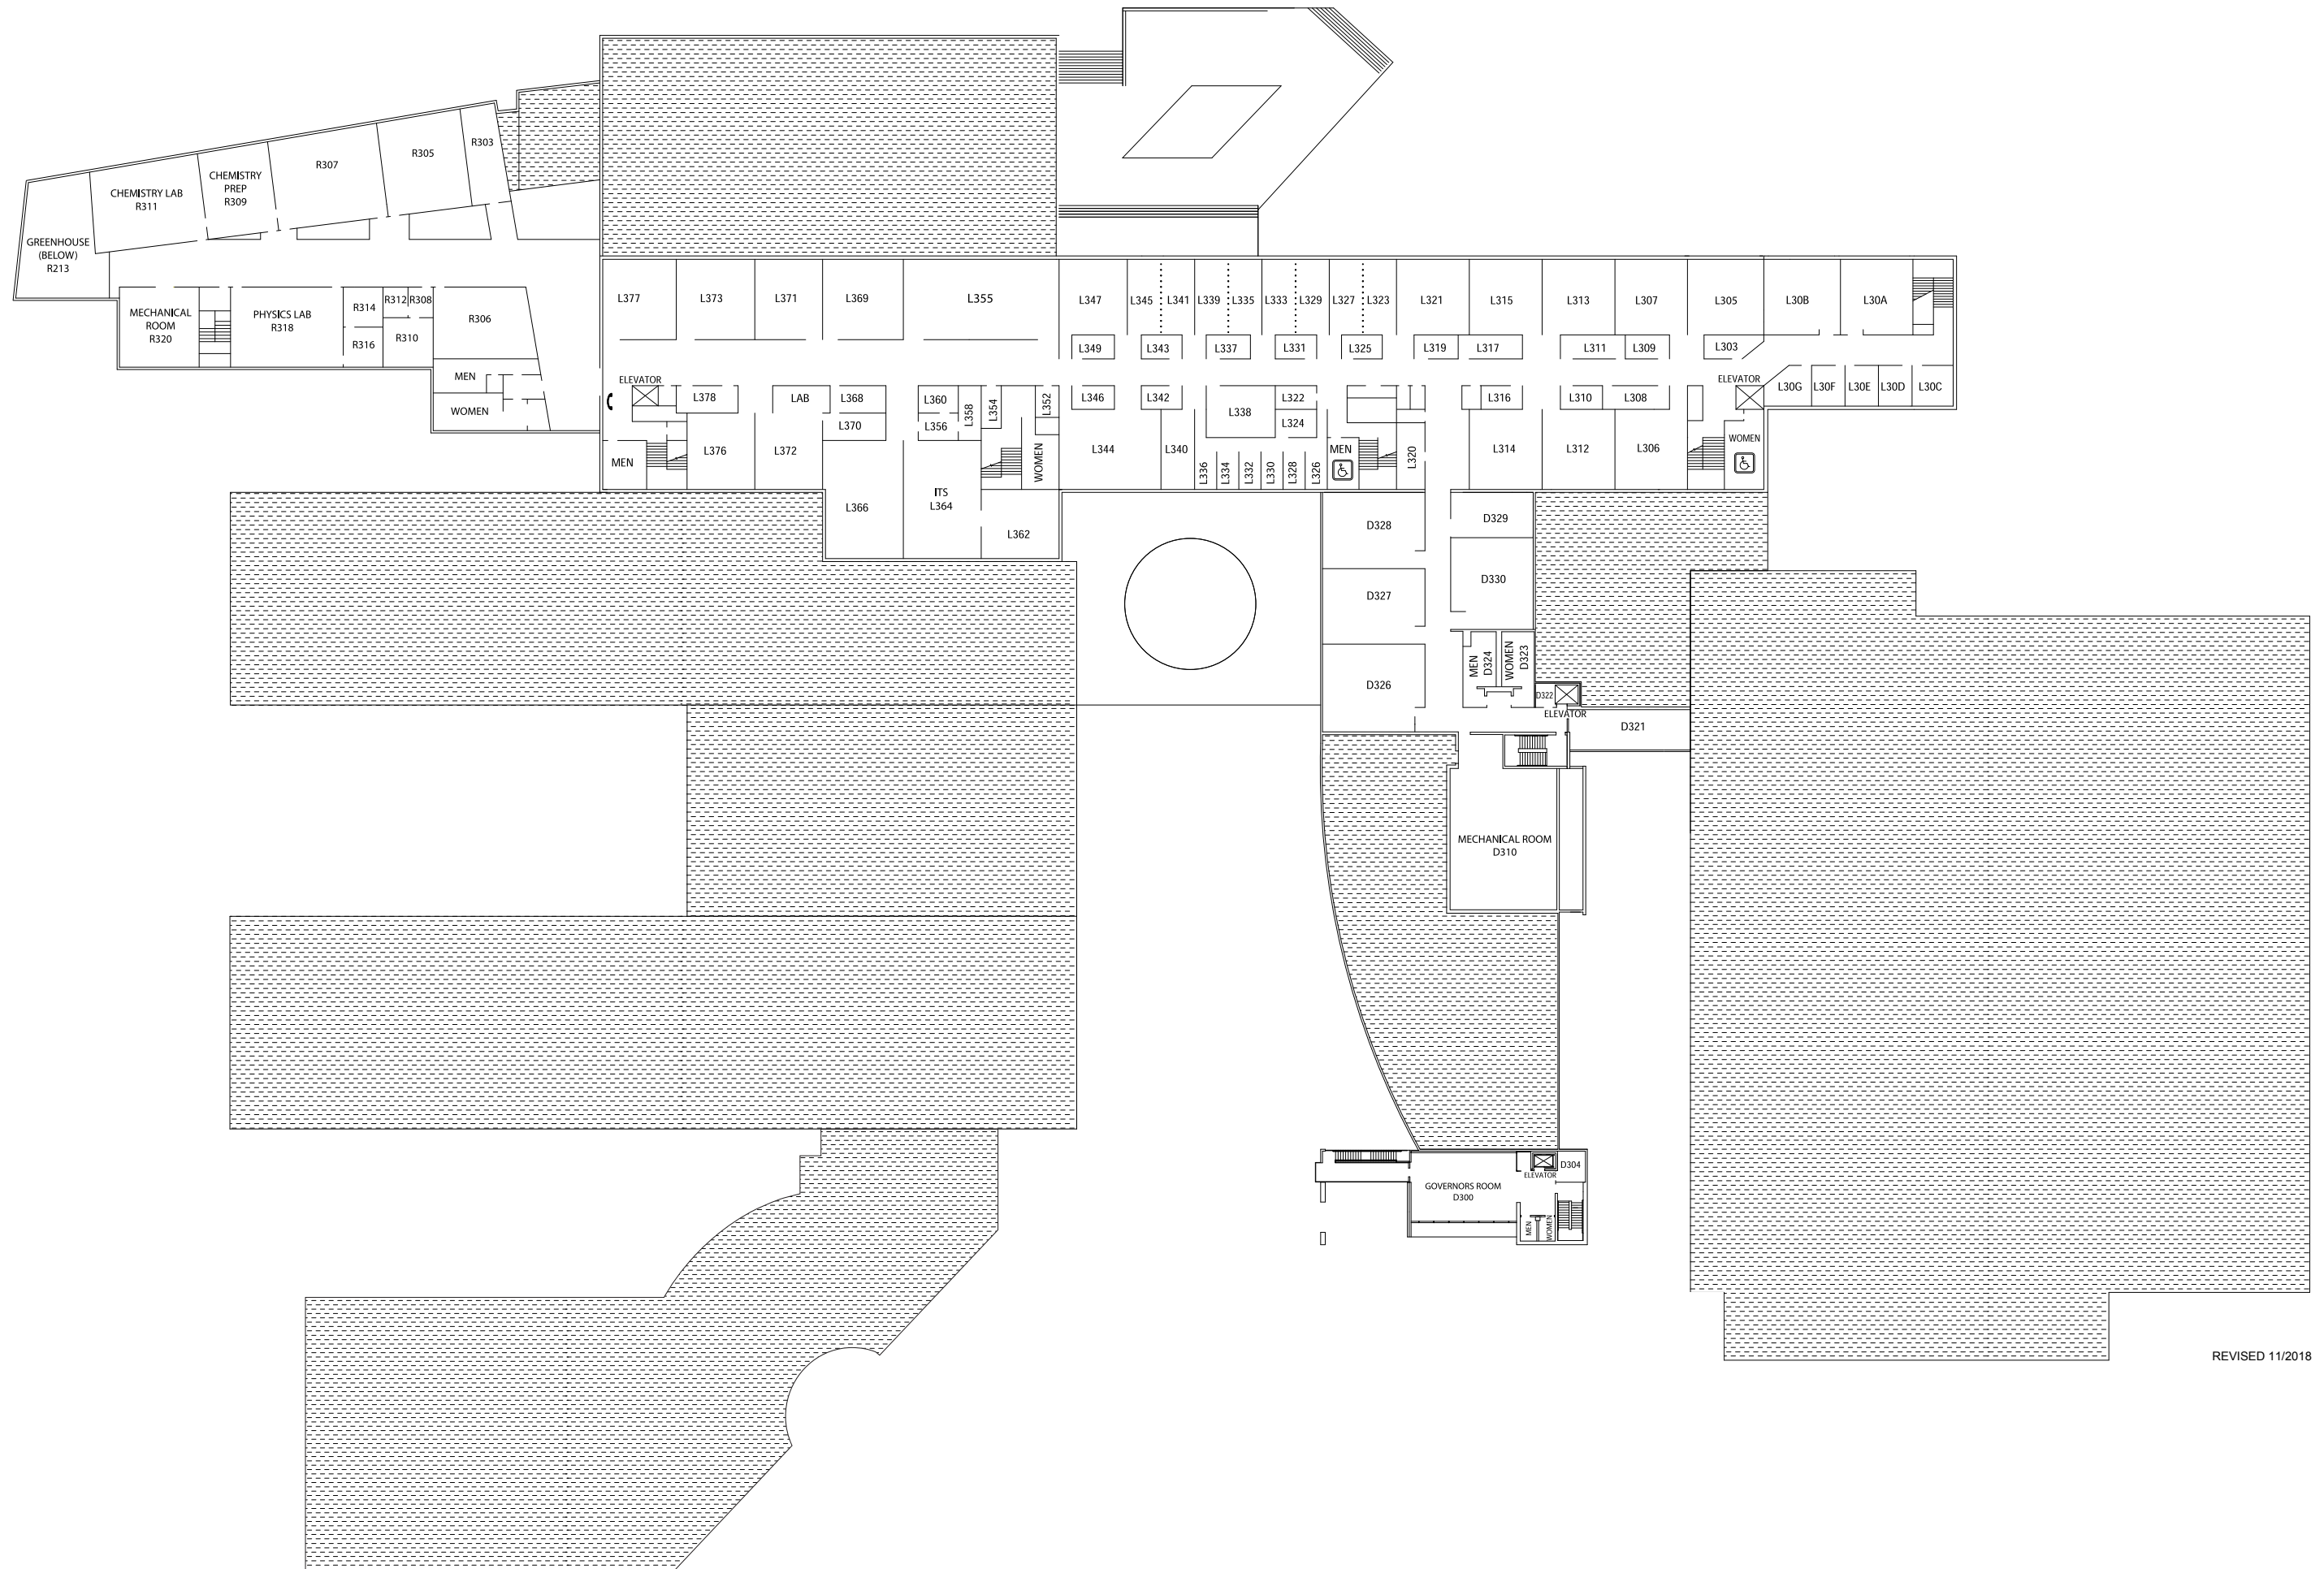 R303
R305
R307
CHEMISTRY
PREP
R309
CHEMISTRY LAB
R311
GREENHOUSE
(BELOW)
R213
MECHANICAL
ROOM
R320
PHYSICS LAB
R318
R314
R312
R308
R316
R310
R306
MEN
WOMEN
L377
L373
L371
L369
L355
L347
L345
L341
L339
L335
L333
L329
L327
L323
L321
L315
L313
L307
L305
L30B
L30A
L349
L343
L337
L331
L325
L319
L317
L311
L309
L303
ELEVATOR
L378
LAB
L368
L360
L358
L354
L352
L346
L342
L338
L322
L324
L316
L310
L308
ELEVATOR
L30G
L30F
L30E
L30D
L30C
L370
L356
MEN
L376
L372
WOMEN
L344
L340
L336
L334
L332
L330
L328
L326
MEN
L320
L314
L312
L306
WOMEN
L366
ITS
L364
L362
D328
D329
D327
D330
D326
MEN
D324
WOMEN
D323
D322
ELEVATOR
D321
MECHANICAL ROOM
D310
GOVERNORS ROOM
D300
ELEVATOR
D304
MEN
WOMEN
REVISED 11/2018